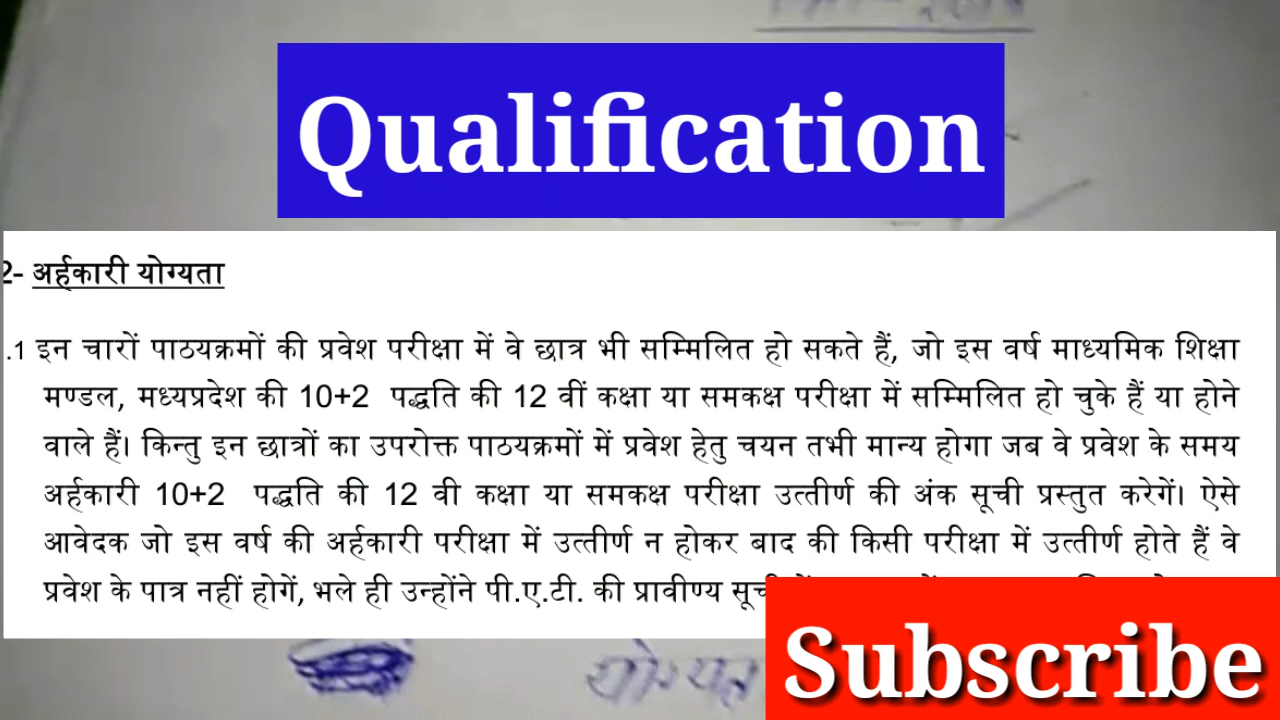 Qualification
2- अर्हकारी योग्यता
.1 इन चारों पाठयक्रमों की प्रवेश परीक्षा में वे छात्र भी सम्मिलित हो सकते हैं, जो इस वर्ष माध्यमिक शिक्षा
मण्डल, मध्यप्रदेश की 10+2 पद्धति की 12 वीं कक्षा या समकक्ष परीक्षा में सम्मिलित हो चुके हैं या होने
वाले हैं। किन्तु इन छात्रों का उपरोक्त पाठयक्रमों में प्रवेश हेतु चयन तभी मान्य होगा जब वे प्रवेश के समय
अर्हकारी 10+2 पद्धति की 12 वी कक्षा या समकक्ष परीक्षा उत्तीर्ण की अंक सूची प्रस्तुत करेगें। ऐसे
आवेदक जो इस वर्ष की अर्हकारी परीक्षा में उत्तीर्ण न होकर बाद की किसी परीक्षा में उत्तीर्ण होते हैं वे
प्रवेश के पात्र नहीं होगें, भले ही उन्होंने पी.ए.टी. की प्रावीण्य
Subscribe